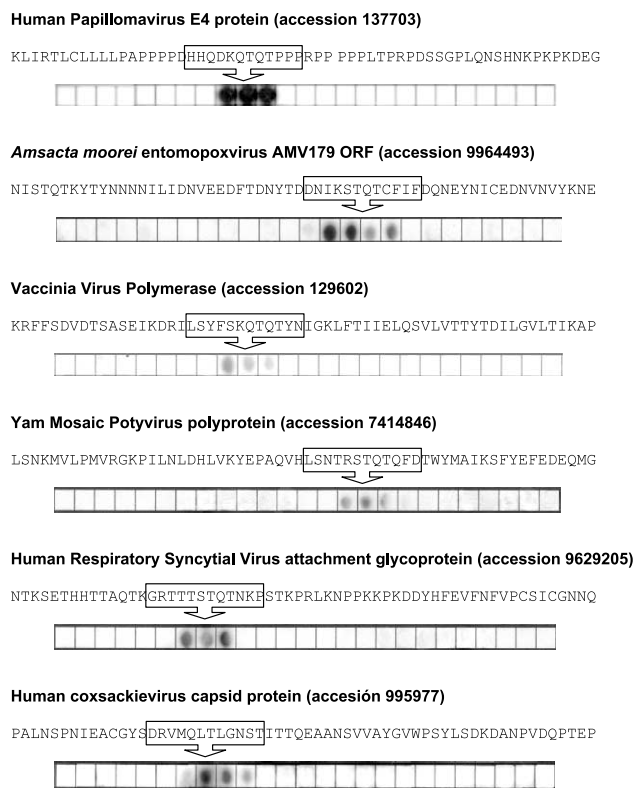 Human Papillomavirus E4 protein (accession 137703)
KLIRTLCLLLLPAPPPPDHHQDKQTQTPPPRPP PPPLTPRPDSSGPLQNSHNKPKPKDEG
Amsacta moorei entomopoxvirus AMV179 ORF (accession 9964493)
NISTQTKYTYNNNNILIDNVEEDFTDNYTDDNIKSTQTCFIFDQNEYNICEDNVNVYKNE
Vaccinia Virus Polymerase (accession 129602)
KRFFSDVDTSASEIKDRILSYFSKQTQTYNIGKLFTIIELQSVLVTTYTDILGVLTIKAP
Yam Mosaic Potyvirus polyprotein (accession 7414846)
LSNKMVLPMVRGKPILNLDHLVKYEPAQVHLSNTRSTQTQFDTWYMAIKSFYEFEDEQMG
Human Respiratory Syncytial Virus attachment glycoprotein (accession 9629205)
NTKSETHHTTAQTKGRTTTSTQTNKPSTKPRLKNPPKKPKDDYHFEVFNFVPCSICGNNQ
Human coxsackievirus capsid protein (accesión 995977)
PALNSPNIEACGYSDRVMQLTLGNSTITTQEAANSVVAYGVWPSYLSDKDANPVDQPTEP